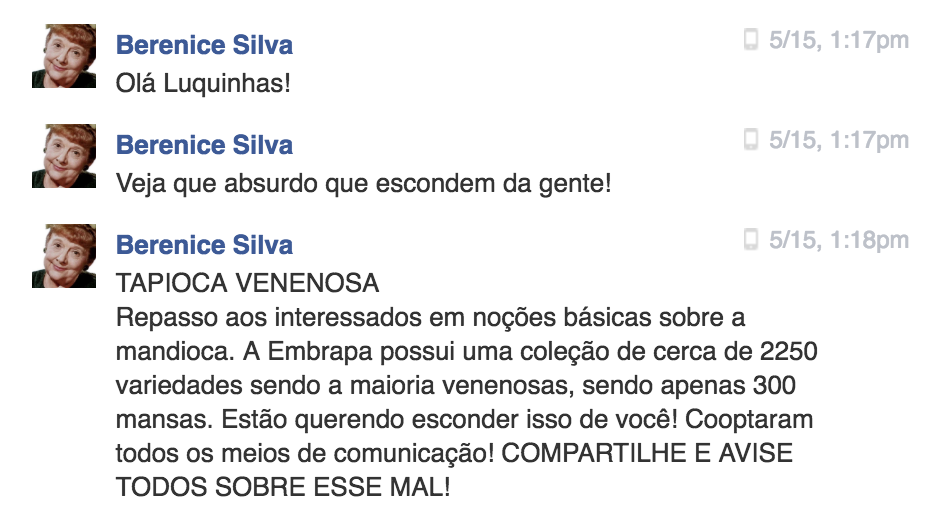 Berenice Silva 5/15, 1:17pm
Olá Luquinhas!
Berenice Silva 5/15, 1:17pm
Veja que absurdo que escondem da gente!
Berenice Silva 5/15, 1:18pm
TAPIOCA VENENOSA
Repasso aos interessados em noções básicas sobre a
mandioca. A Embrapa possui uma coleção de cerca de 2250
variedades sendo a maioria venenosas, sendo apenas 300
mansas. Estão querendo esconder isso de você! Cooptaram
todos os meios de comunicação! COMPARTILHE E AVISE
TODOS SOBRE ESSE MAL!